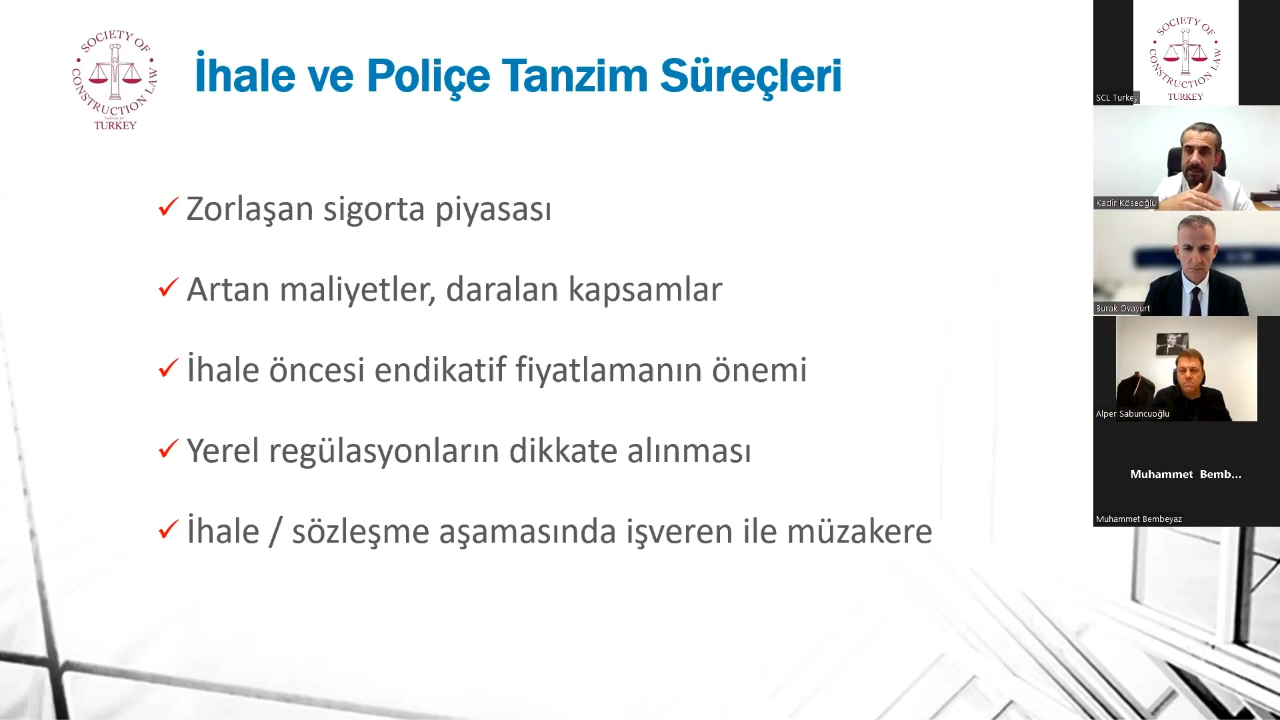 SOCIETY OF
CONSTRUCTION LAW
TURKEY
İhale ve Poliçe Tanzim Süreçleri
Zorlaşan sigorta piyasası
Artan maliyetler, daralan kapsamlar
İhale öncesi endikatif fiyatlamanın önemi
Yerel regülasyonların dikkate alınması
İhale / sözleşme aşamasında işveren ile müzakere
SOCIETY OF
CONSTRUCTION LAW
TURKEY
SCL Turkey
Kadir Köseoğlu
Burak Ovayurt
Alper Sabuncuoğlu
Muhammet Bemb...
Muhammet Bembeyaz